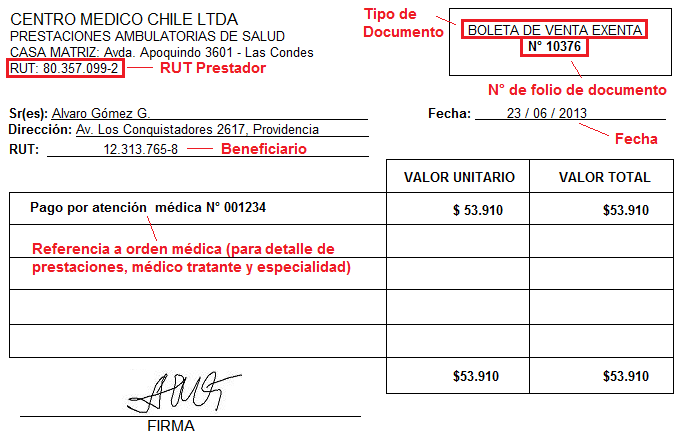 CENTRO MEDICO CHILE LTDA
PRESTACIONES AMBULATORIAS DE SALUD
CASA MATRIZ: Avda. Apoquindo 3601 - Las Condes
RUT: 80.357.099-2
RUT Prestador
Tipo de
Documento
BOLETA DE VENTA EXENTA
N° 10376
N° de folio de documento
Sr(es): Alvaro Gómez G.
Fecha: 23 / 06 / 2013
Dirección: Av. Los Conquistadores 2617, Providencia
Fecha
RUT: 12.313.765-8
Beneficiario
VALOR UNITARIO VALOR TOTAL
Pago por atención médica N° 001234 $ 53.910 $53.910
Referencia a orden médica (para detalle de
prestaciones, médico tratante y especialidad)
$53.910 $53.910
FIRMA